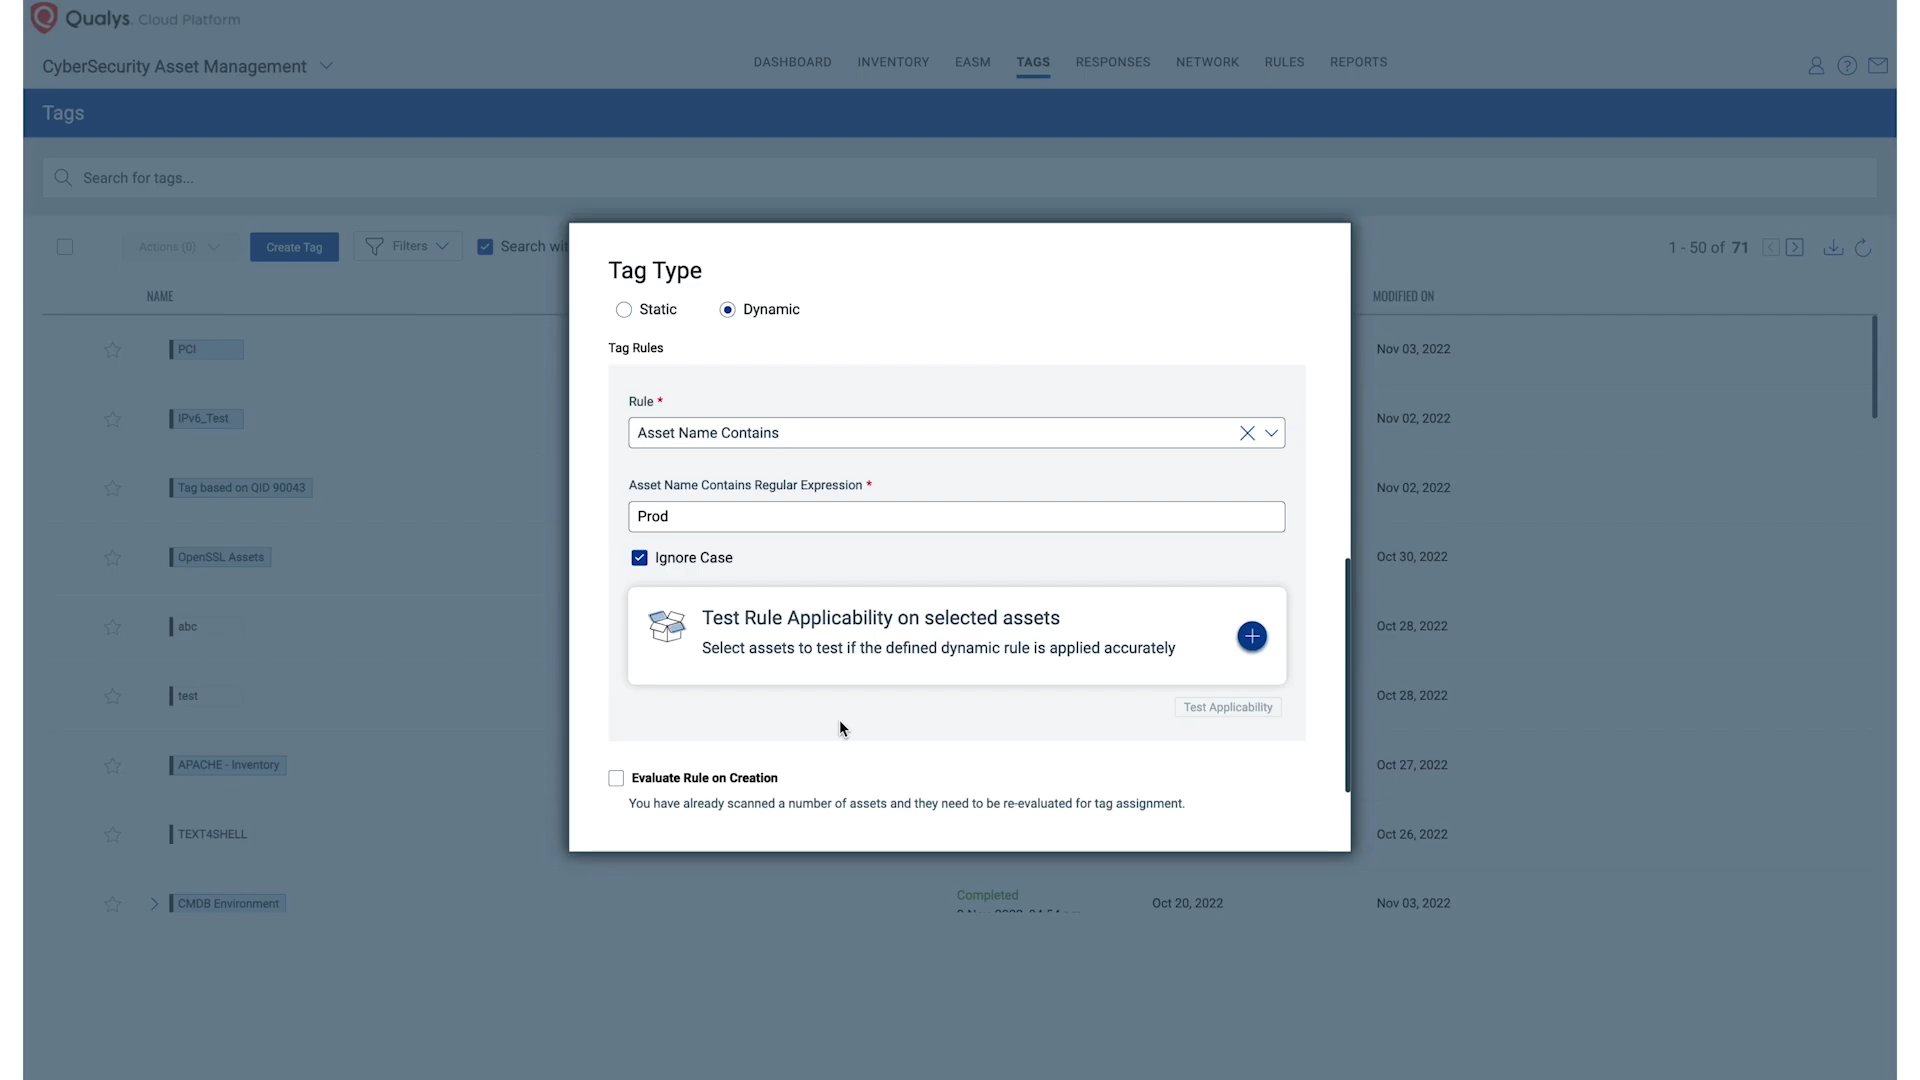 Qualys. Cloud Platform
CyberSecurity Asset Management
DASHBOARD INVENTORY EASM TAGS RESPONSES NETWORK RULES REPORTS
Tags
Search for tags...
Actions (0) Create Tag Filters Search wit
1 - 50 of 71
NAME MODIFIED ON
PCI Nov 03, 2022
IPv6_Test Nov 02, 2022
Tag based on QID 90043 Nov 02, 2022
OpenSSL Assets Oct 30, 2022
abc Oct 28, 2022
test Oct 28, 2022
APACHE - Inventory Oct 27, 2022
TEXT4SHELL Oct 26, 2022
Completed
CMDB Environment Oct 20, 2022 Nov 03, 2022
Tag Type
Static Dynamic
Tag Rules
Rule *
Asset Name Contains
Asset Name Contains Regular Expression *
Prod
Ignore Case
Test Rule Applicability on selected assets
Select assets to test if the defined dynamic rule is applied accurately
Test Applicability
Evaluate Rule on Creation
You have already scanned a number of assets and they need to be re-evaluated for tag assignment.